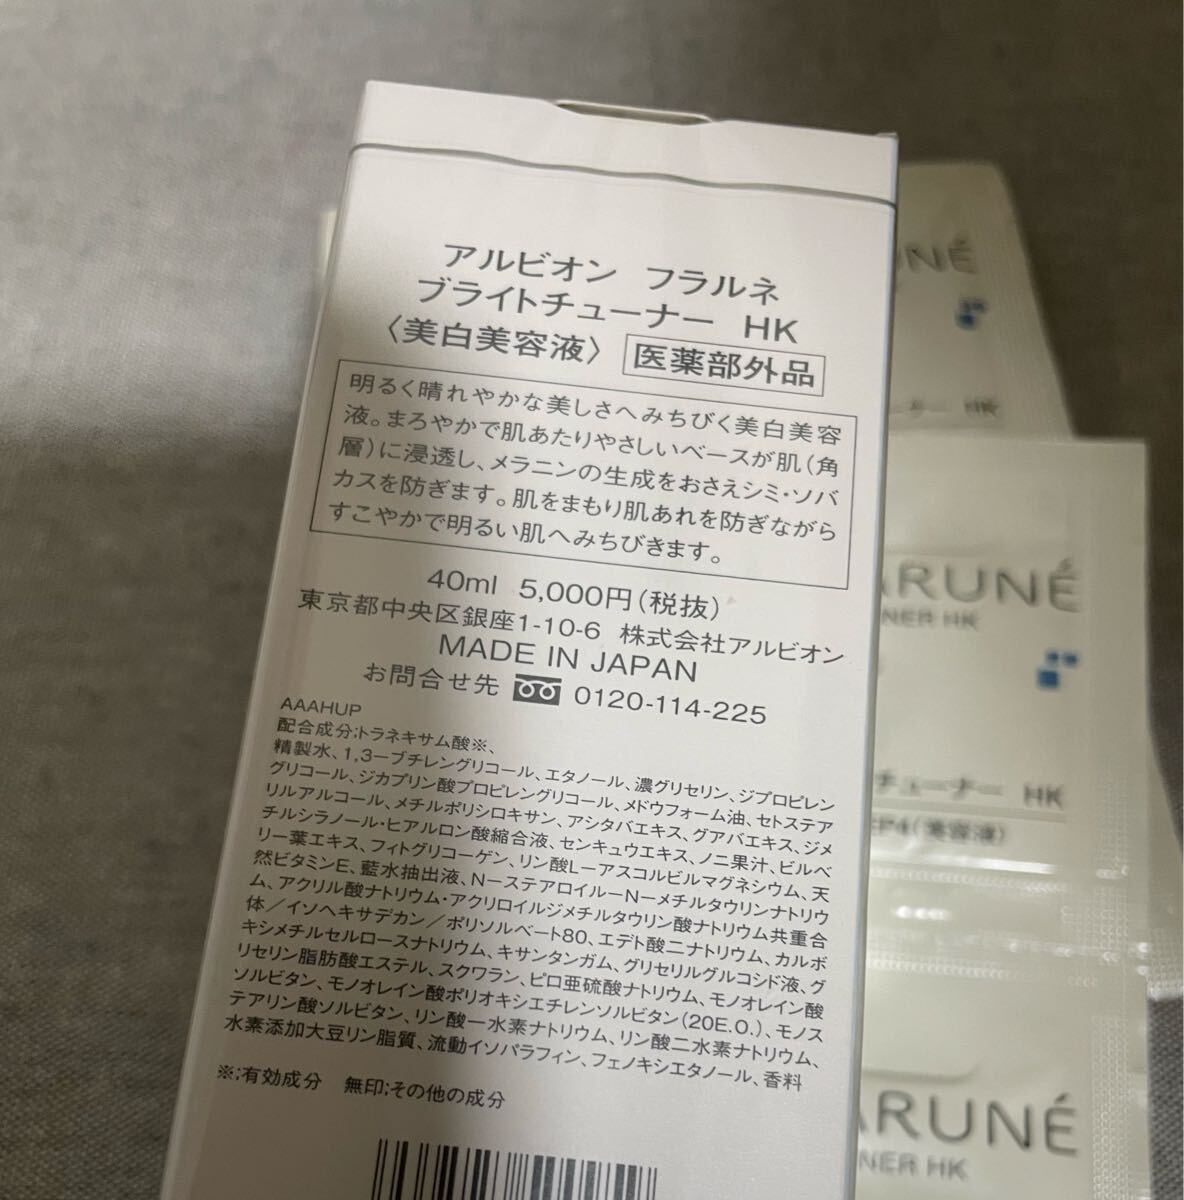 アルビオン フラルネ
ブライトチューナー HK
〈美白美容液〉 医薬部外品
明るく晴れやかな美しさへみちびく美白美容
液。まろやかで肌あたりやさしいベースが肌(角
層)に浸透し、メラニンの生成をおさえシミ・ソバ
カスを防ぎます。肌をまもり肌あれを防ぎながら
すこやかで明るい肌へみちびきます。
40ml 5,000円(税抜)
東京都中央区銀座1-10-6 株式会社アルビオン
MADE IN JAPAN
お問合せ先 0120-114-225
AAAHUP
配合成分;トラネキサム酸※、
精製水、1,3ーブチレングリコール、エタノール、濃グリセリン、ジプロピレン
グリコール、ジカプリン酸プロピレングリコール、メドウフォーム油、セトステア
リルアルコール、メチルポリシロキサン、アシタバエキス、グアバエキス、ジメ
チルシラノール・ヒアルロン酸縮合液、センキュウエキス、ノニ果汁、ビルベ
リー葉エキス、フィトグリコーゲン、リン酸Lーアスコルビルマグネシウム、天
然ビタミンE、藍水抽出液、NーステアロイルーNーメチルタウリンナトリウ
ム、アクリル酸ナトリウム・アクリロイルジメチルタウリン酸ナトリウム共重合
体/イソヘキサデカン/ポリソルベート80、エデト酸二ナトリウム、カルボ
キシメチルセルロースナトリウム、キサンタンガム、グリセリルグルコシド液、グ
リセリン脂肪酸エステル、スクワラン、ピロ亜硫酸ナトリウム、モノオレイン酸
ソルビタン、モノオレイン酸ポリオキシエチレンソルビタン(20E.O.)、モノス
テアリン酸ソルビタン、リン酸一水素ナトリウム、リン酸二水素ナトリウム、
水素添加大豆リン脂質、流動イソパラフィン、フェノキシエタノール、香料
※;有効成分 無印;その他の成分
UNÉ
ーナー HK
ARUNÉ
NER HK
チューナー HK
EP4(美容液)
ARUNÉ
NER HK